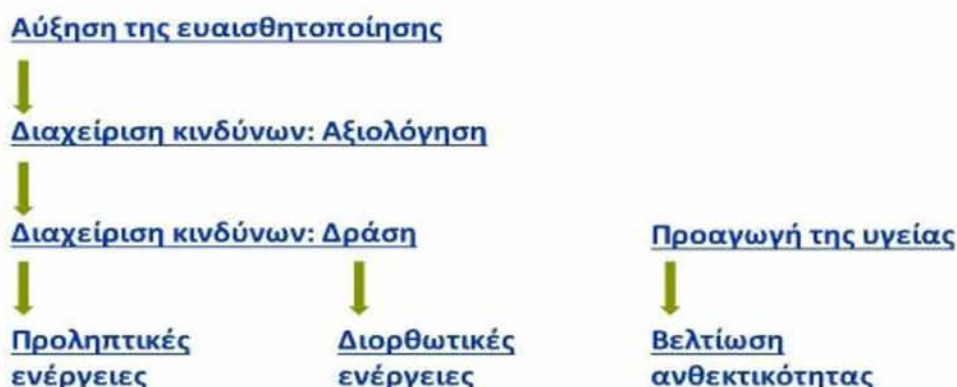 Αύξηση της ευαισθητοποίησης
Διαχείριση κινδύνων: Αξιολόγηση
Διαχείριση κινδύνων: Δράση
Προαγωγή της υγείας
Προληπτικές
ενέργειες
Διορθωτικές
ενέργειες
Βελτίωση
ανθεκτικότητας